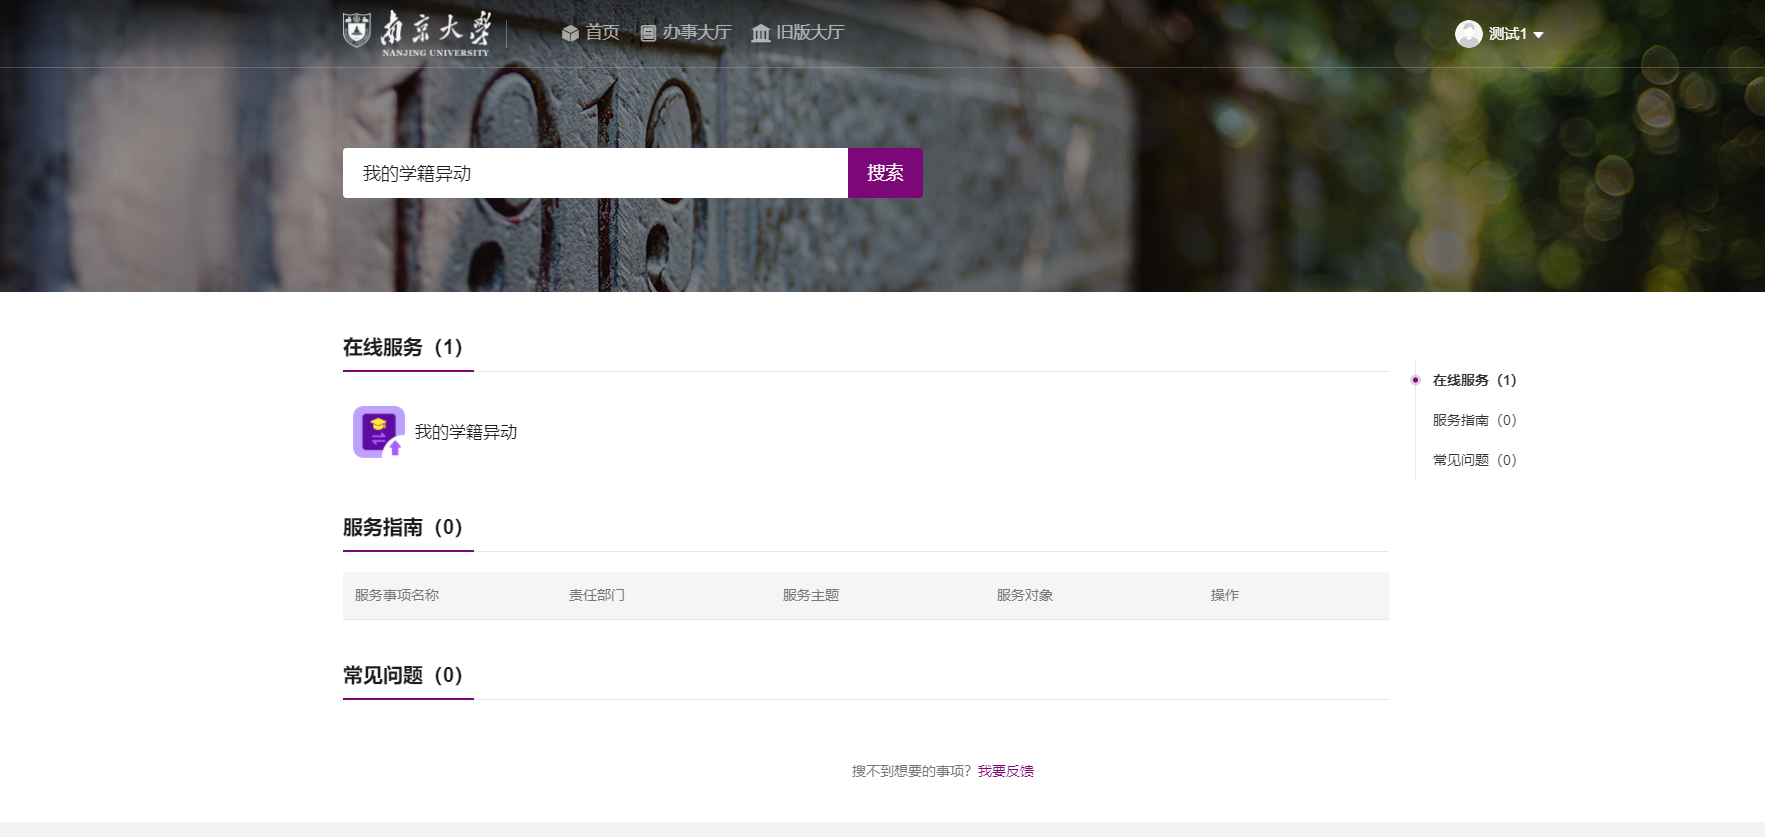 南京大学
NANJING UNIVERSITY
首页 办事大厅 旧版大厅
测试1
1919
我的学籍异动
搜索
在线服务（1）
我的学籍异动
服务指南（0）
服务事项名称 责任部门 服务主题 服务对象 操作
常见问题（0）
搜不到想要的事项？我要反馈
在线服务（1）
服务指南（0）
常见问题（0）